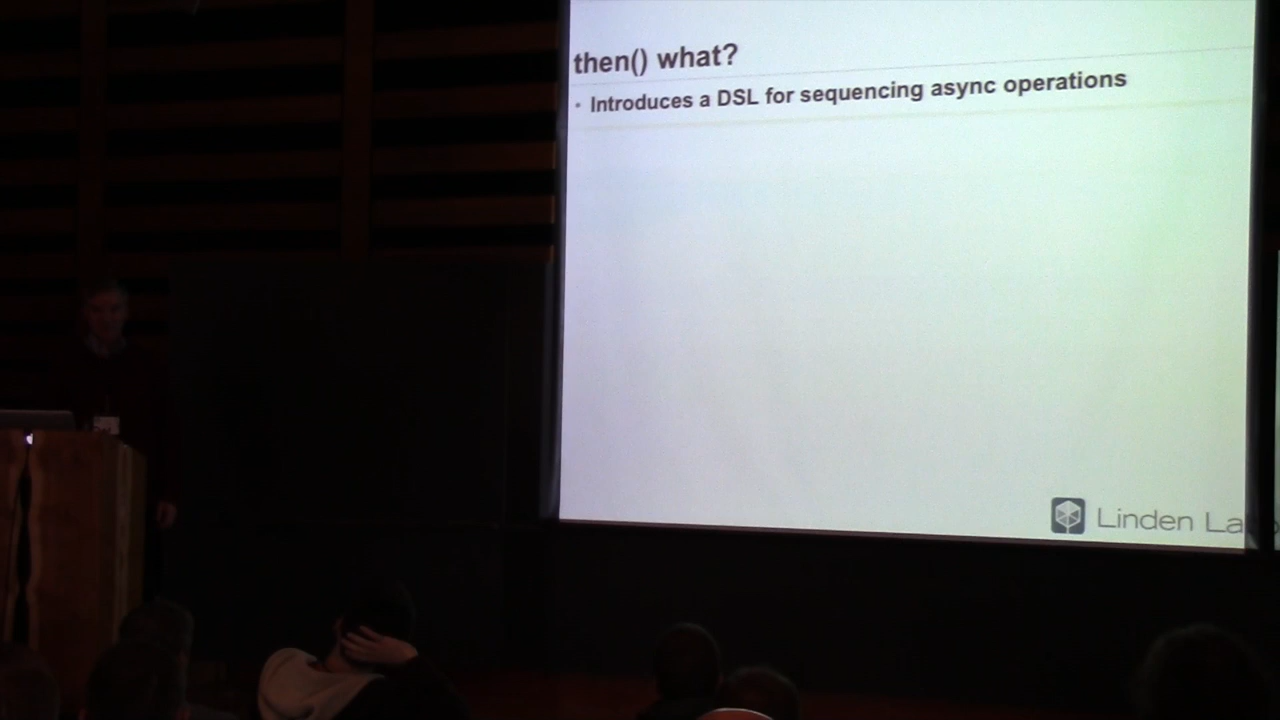 then() what?
• Introduces a DSL for sequencing async operations
Linden La